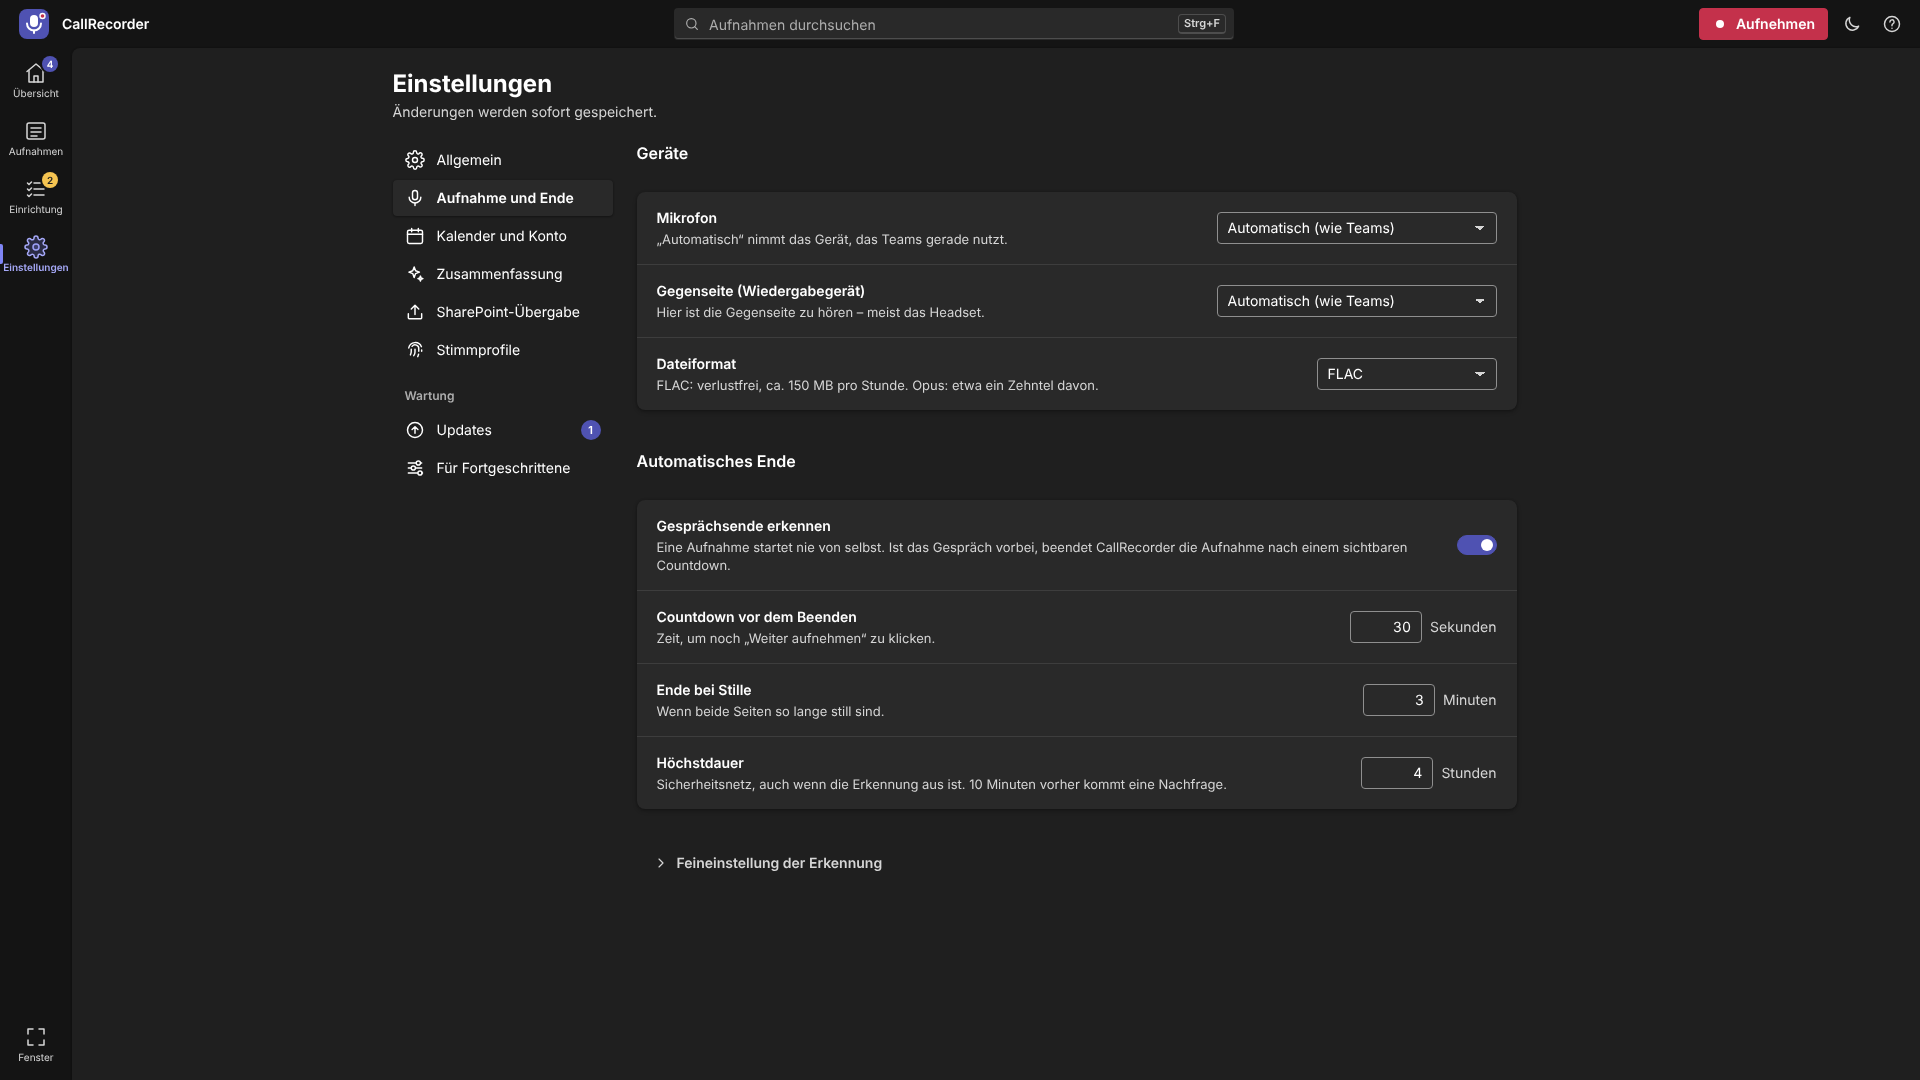 CallRecorder
Aufnahmen durchsuchen
Strg+F
Aufnehmen
4
Übersicht
Aufnahmen
2
Einrichtung
Einstellungen
Fenster
Einstellungen
Änderungen werden sofort gespeichert.
Allgemein
Aufnahme und Ende
Kalender und Konto
Zusammenfassung
SharePoint-Übergabe
Stimmprofile
Wartung
Updates
1
Für Fortgeschrittene
Geräte
Mikrofon
„Automatisch“ nimmt das Gerät, das Teams gerade nutzt.
Automatisch (wie Teams)
Gegenseite (Wiedergabegerät)
Hier ist die Gegenseite zu hören – meist das Headset.
Automatisch (wie Teams)
Dateiformat
FLAC: verlustfrei, ca. 150 MB pro Stunde. Opus: etwa ein Zehntel davon.
FLAC
Automatisches Ende
Gesprächsende erkennen
Eine Aufnahme startet nie von selbst. Ist das Gespräch vorbei, beendet CallRecorder die Aufnahme nach einem sichtbaren
Countdown.
Countdown vor dem Beenden
Zeit, um noch „Weiter aufnehmen“ zu klicken.
30 Sekunden
Ende bei Stille
Wenn beide Seiten so lange still sind.
3 Minuten
Höchstdauer
Sicherheitsnetz, auch wenn die Erkennung aus ist. 10 Minuten vorher kommt eine Nachfrage.
4 Stunden
Feineinstellung der Erkennung